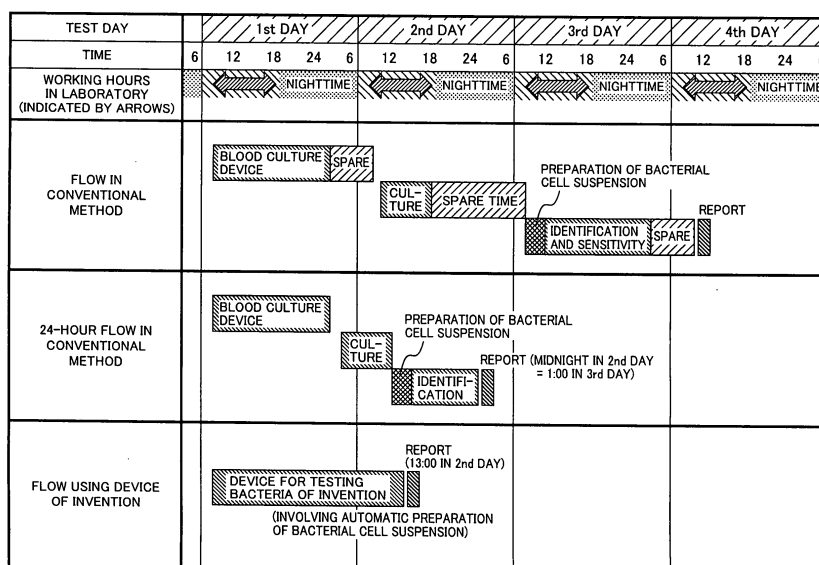 TEST DAY
1st DAY
2nd DAY
3rd DAY
4th DAY
TIME
6 12 18 24 6 12 18 24 6 12 18 24 6 12 18 24 6
WORKING HOURS
IN LABORATORY
(INDICATED BY ARROWS)
NIGHTTIME
NIGHTTIME
NIGHTTIME
NIGHTTIME
FLOW IN
CONVENTIONAL
METHOD
BLOOD CULTURE
DEVICE
SPARE
CUL-
TURE
SPARE TIME
PREPARATION OF BACTERIAL
CELL SUSPENSION
IDENTIFICATION
AND SENSITIVITY
SPARE
REPORT
24-HOUR FLOW IN
CONVENTIONAL
METHOD
BLOOD CULTURE
DEVICE
CUL-
TURE
PREPARATION OF BACTERIAL
CELL SUSPENSION
IDENTIFI-
CATION
REPORT (MIDNIGHT IN 2nd DAY
= 1:00 IN 3rd DAY)
FLOW USING DEVICE
OF INVENTION
DEVICE FOR TESTING
BACTERIA OF INVENTION
REPORT
(13:00 IN 2nd DAY)
(INVOLVING AUTOMATIC PREPARATION
OF BACTERIAL CELL SUSPENSION)